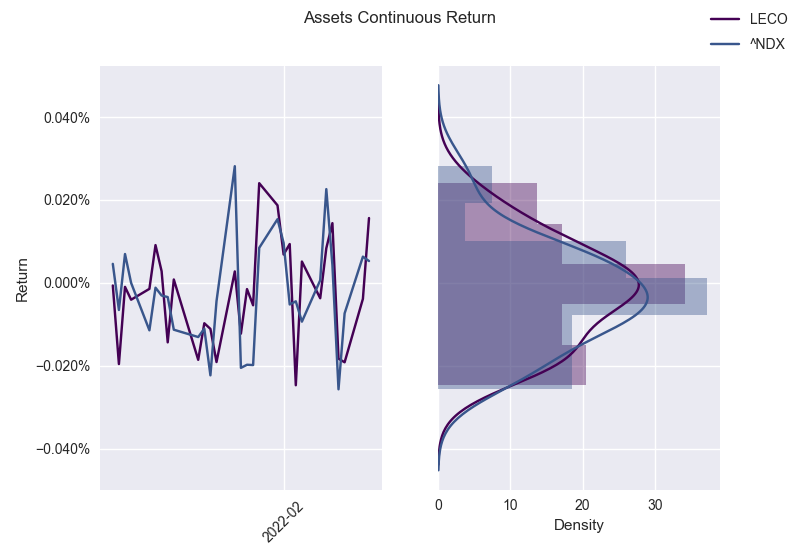 Assets Continuous Return
LECO
^NDX
0.040%
0.020%
0.000%
−0.020%
−0.040%
Return
2022-02
0
10
20
30
Density